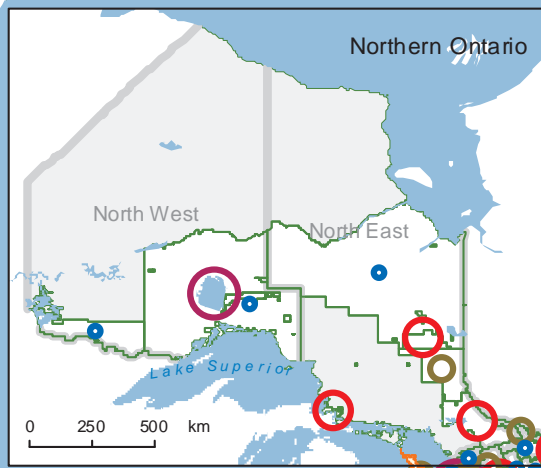 Northern Ontario
North West
North East
Lake Superior
0 250 500 km